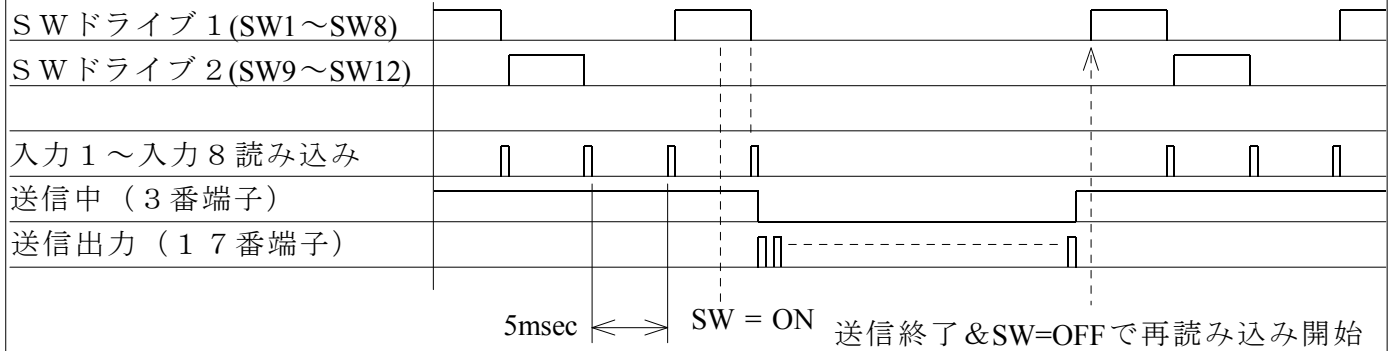 ＳＷドライブ１(SW1～SW8)
ＳＷドライブ２(SW9～SW12)
入力１～入力８読み込み
送信中（３番端子）
送信出力（１７番端子）
5msec
SW = ON
送信終了&SW=OFFで再読み込み開始